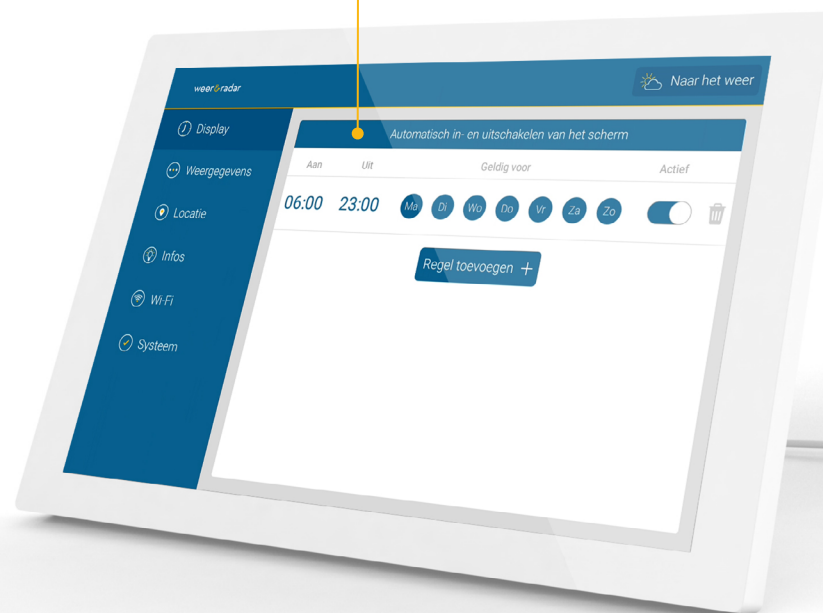 weer&radar
Naar het weer
Display
Weergegevens
Locatie
Infos
Wi-Fi
Systeem
Automatisch in- en uitschakelen van het scherm
Aan Uit Geldig voor Actief
06:00 23:00 Ma Di Wo Do Vr Za Zo
Regel toevoegen +